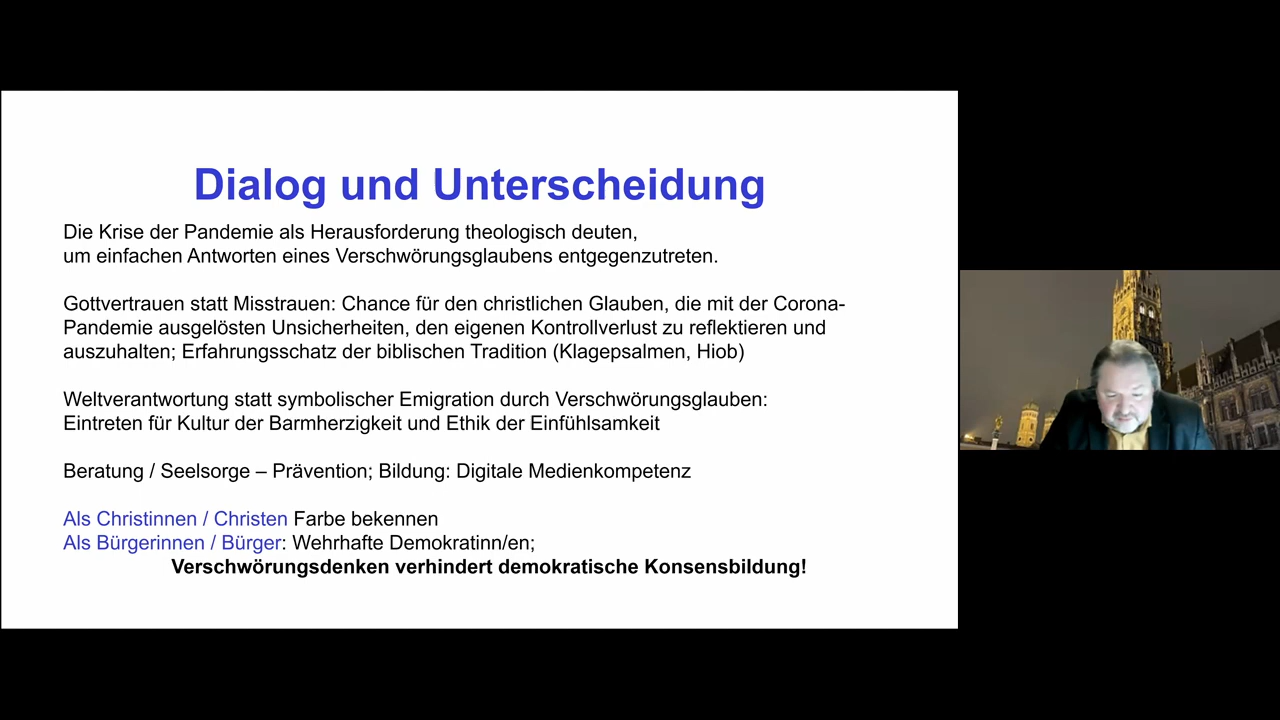 Dialog und Unterscheidung
Die Krise der Pandemie als Herausforderung theologisch deuten,
um einfachen Antworten eines Verschwörungsglaubens entgegenzutreten.
Gottvertrauen statt Misstrauen: Chance für den christlichen Glauben, die mit der Corona-
Pandemie ausgelösten Unsicherheiten, den eigenen Kontrollverlust zu reflektieren und
auszuhalten; Erfahrungsschatz der biblischen Tradition (Klagepsalmen, Hiob)
Weltverantwortung statt symbolischer Emigration durch Verschwörungsglauben:
Eintreten für Kultur der Barmherzigkeit und Ethik der Einfühlsamkeit
Beratung / Seelsorge – Prävention; Bildung: Digitale Medienkompetenz
Als Christinnen / Christen Farbe bekennen
Als Bürgerinnen / Bürger: Wehrhafte Demokratinn/en;
Verschwörungsdenken verhindert demokratische Konsensbildung!